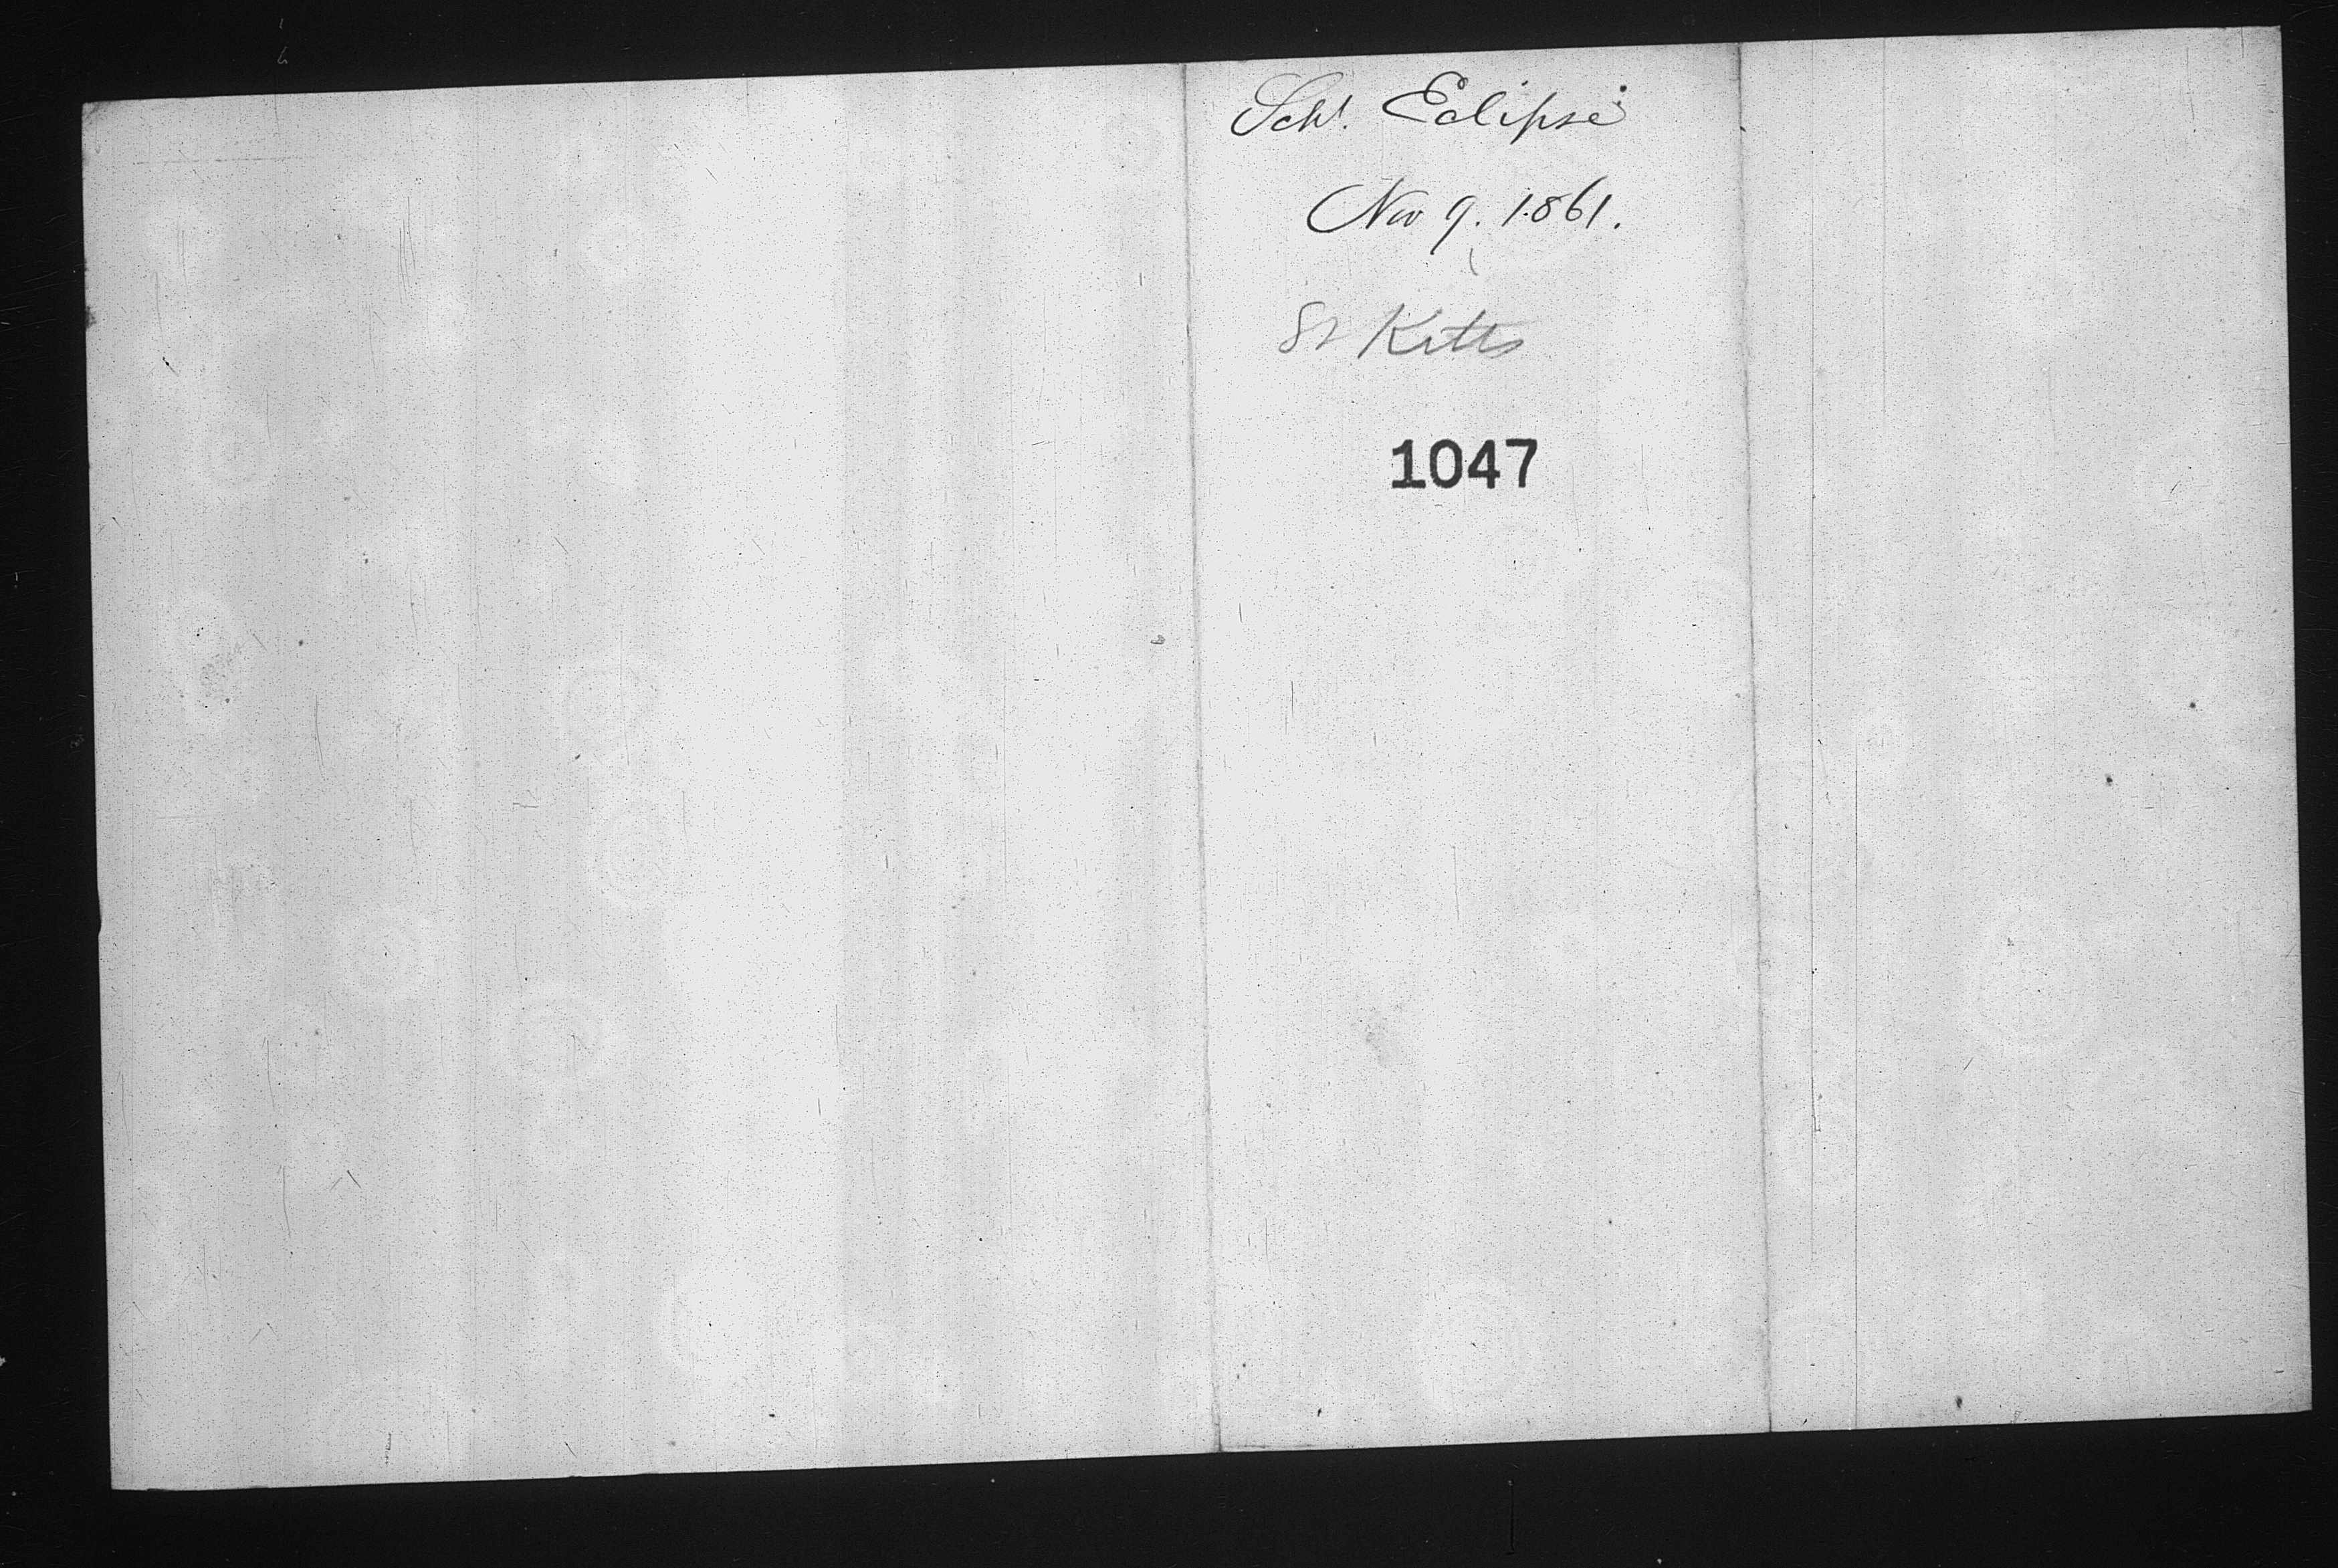 Schr. Eclipse
Nov 9. 1861.
St Kitts
1047